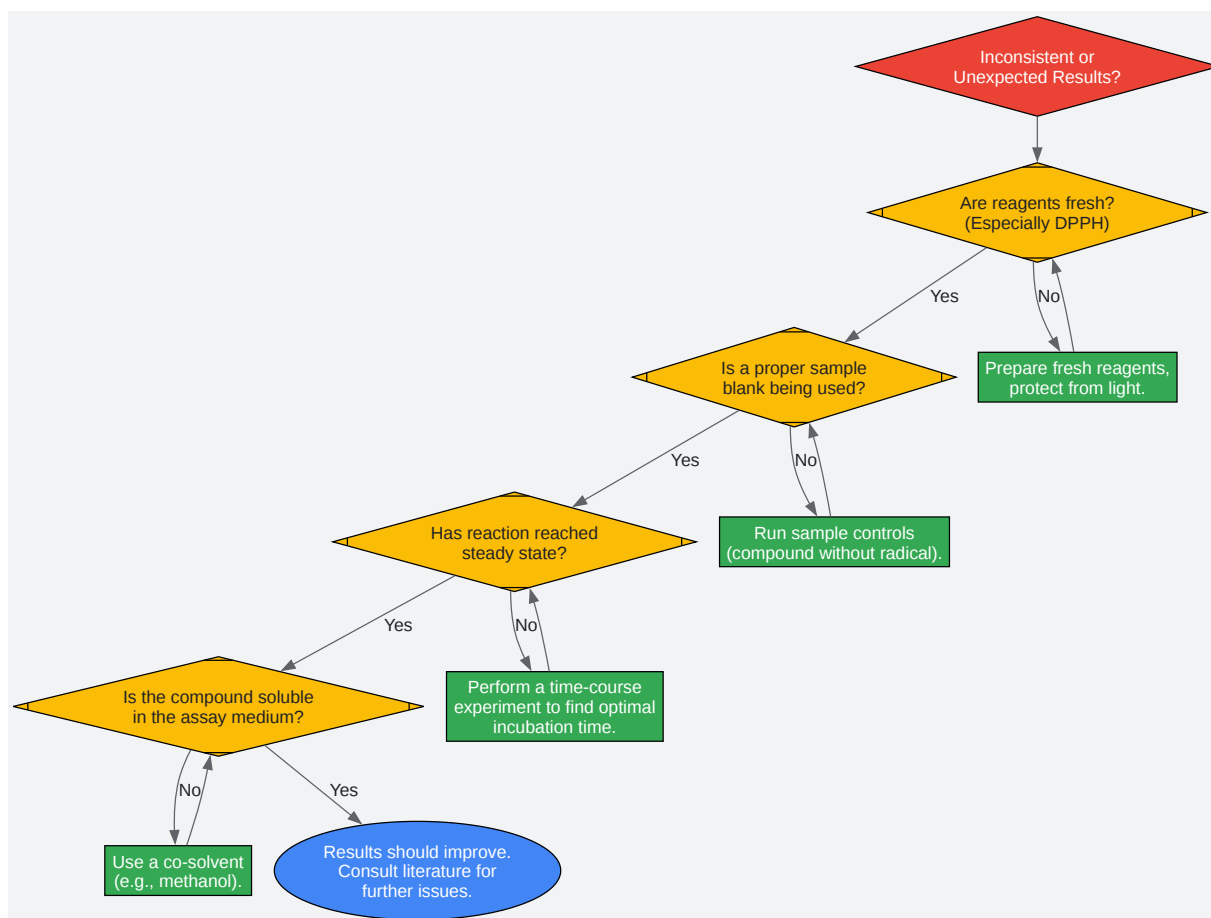 Inconsistent or
Unexpected Results?
Are reagents fresh?
(Especially DPPH)
Yes
No
Prepare fresh reagents,
protect from light.
Is a proper sample
blank being used?
Yes
No
Run sample controls
(compound without radical).
Has reaction reached
steady state?
Yes
No
Perform a time-course
experiment to find optimal
incubation time.
Is the compound soluble
in the assay medium?
No
Yes
Use a co-solvent
(e.g., methanol).
Results should improve.
Consult literature for
further issues.